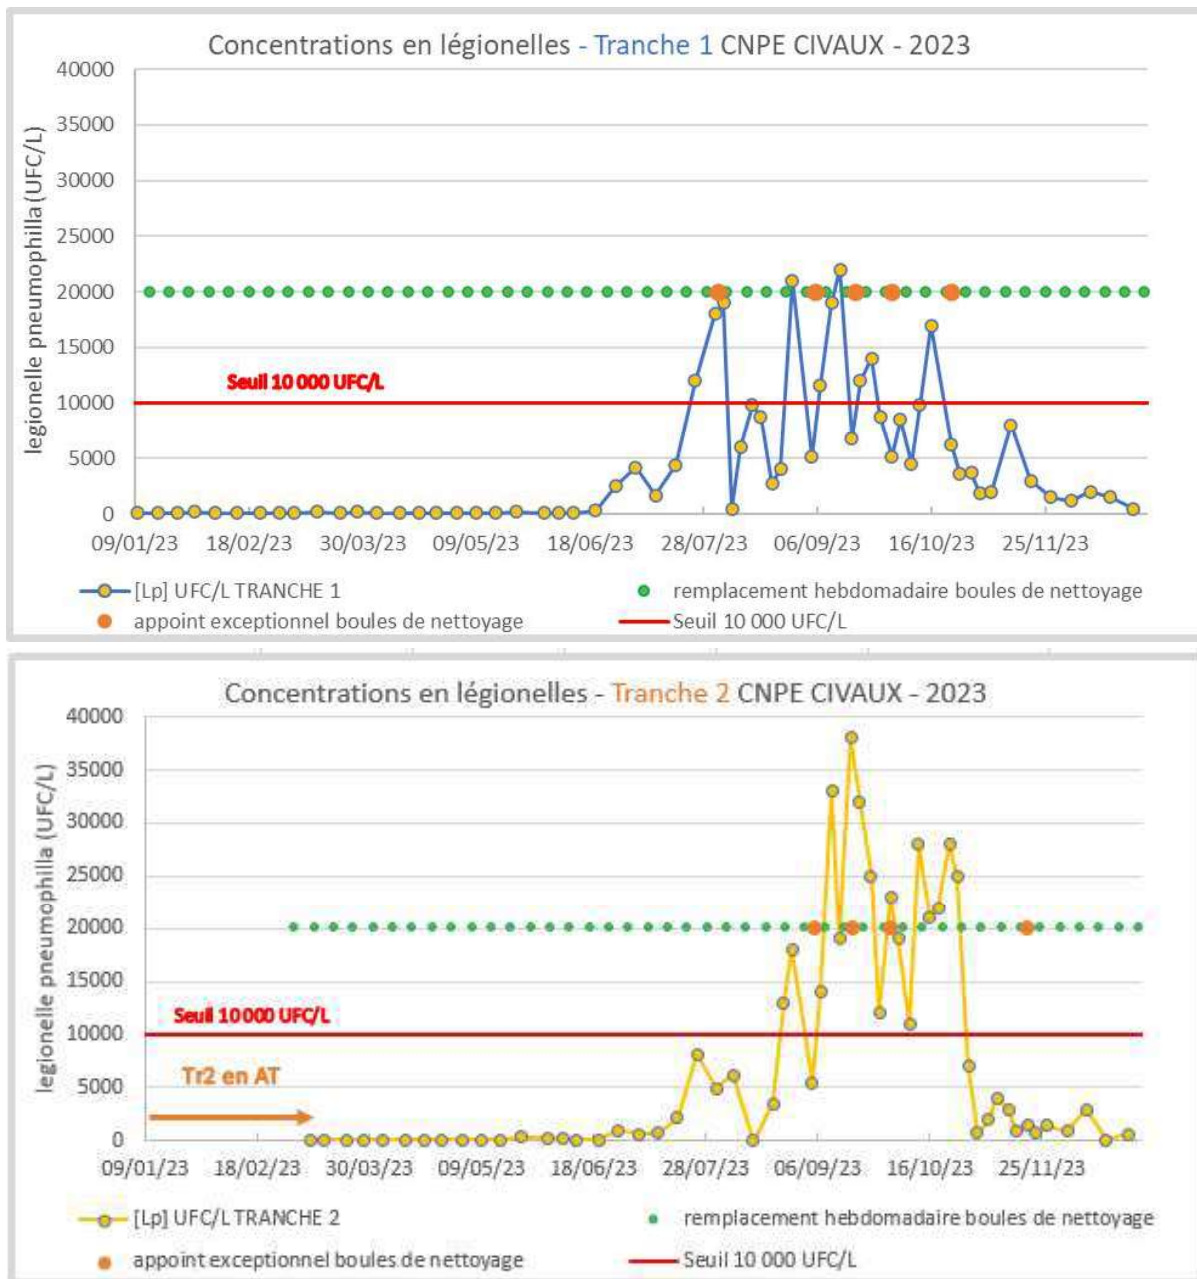 Concentrations en légionelles - Tranche 1 CNPE CIVAUX - 2023
legionelle pneumophilla (UFC/L)
40000
35000
30000
25000
20000
15000
10000
5000
0
Seuil 10 000 UFC/L
09/01/23 18/02/23 30/03/23 09/05/23 18/06/23 28/07/23 06/09/23 16/10/23 25/11/23
[Lp] UFC/L TRANCHE 1 remplacement hebdomadaire boules de nettoyage
appoint exceptionnel boules de nettoyage Seuil 10 000 UFC/L
Concentrations en légionelles - Tranche 2 CNPE CIVAUX - 2023
legionelle pneumophilla (UFC/L)
40000
35000
30000
25000
20000
15000
10000
5000
0
Seuil 10 000 UFC/L
Tr2 en AT
09/01/23 18/02/23 30/03/23 09/05/23 18/06/23 28/07/23 06/09/23 16/10/23 25/11/23
[Lp] UFC/L TRANCHE 2 remplacement hebdomadaire boules de nettoyage
appoint exceptionnel boules de nettoyage Seuil 10 000 UFC/L